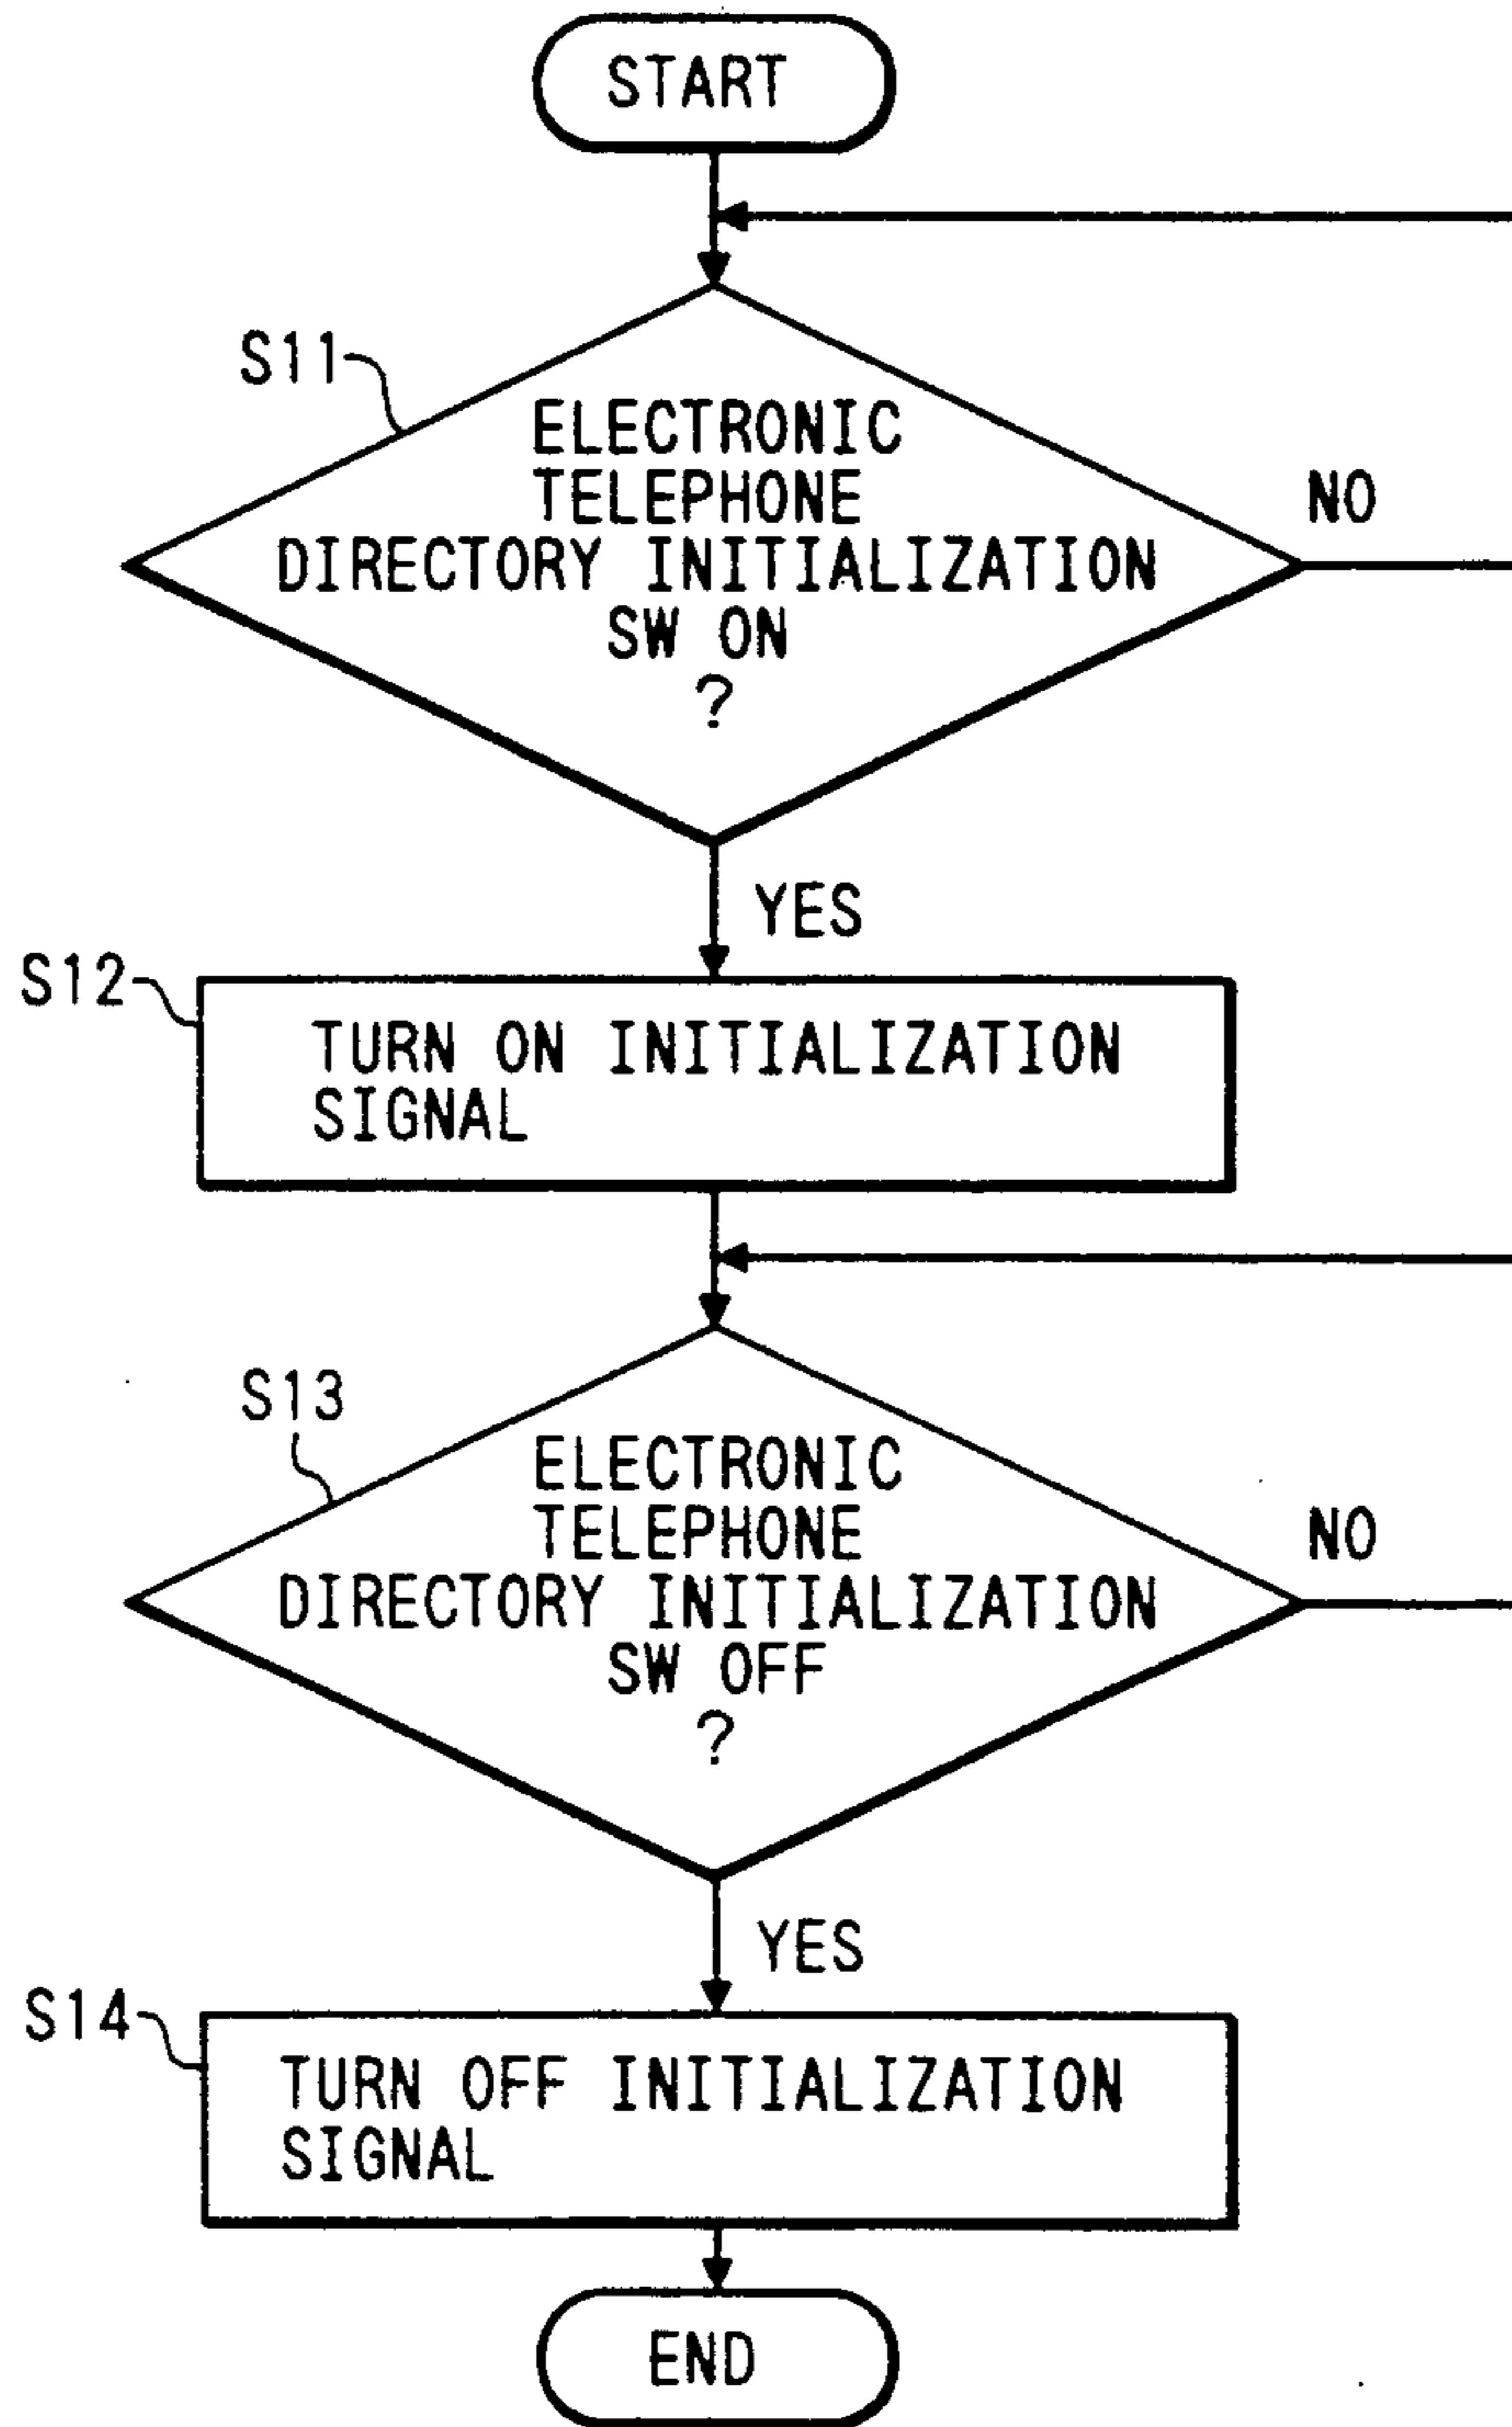 START
S11
ELECTRONIC
TELEPHONE
DIRECTORY INITIALIZATION
SW ON
?
NO
YES
S12
TURN ON INITIALIZATION
SIGNAL
S13
ELECTRONIC
TELEPHONE
DIRECTORY INITIALIZATION
SW OFF
?
NO
YES
S14
TURN OFF INITIALIZATION
SIGNAL
END